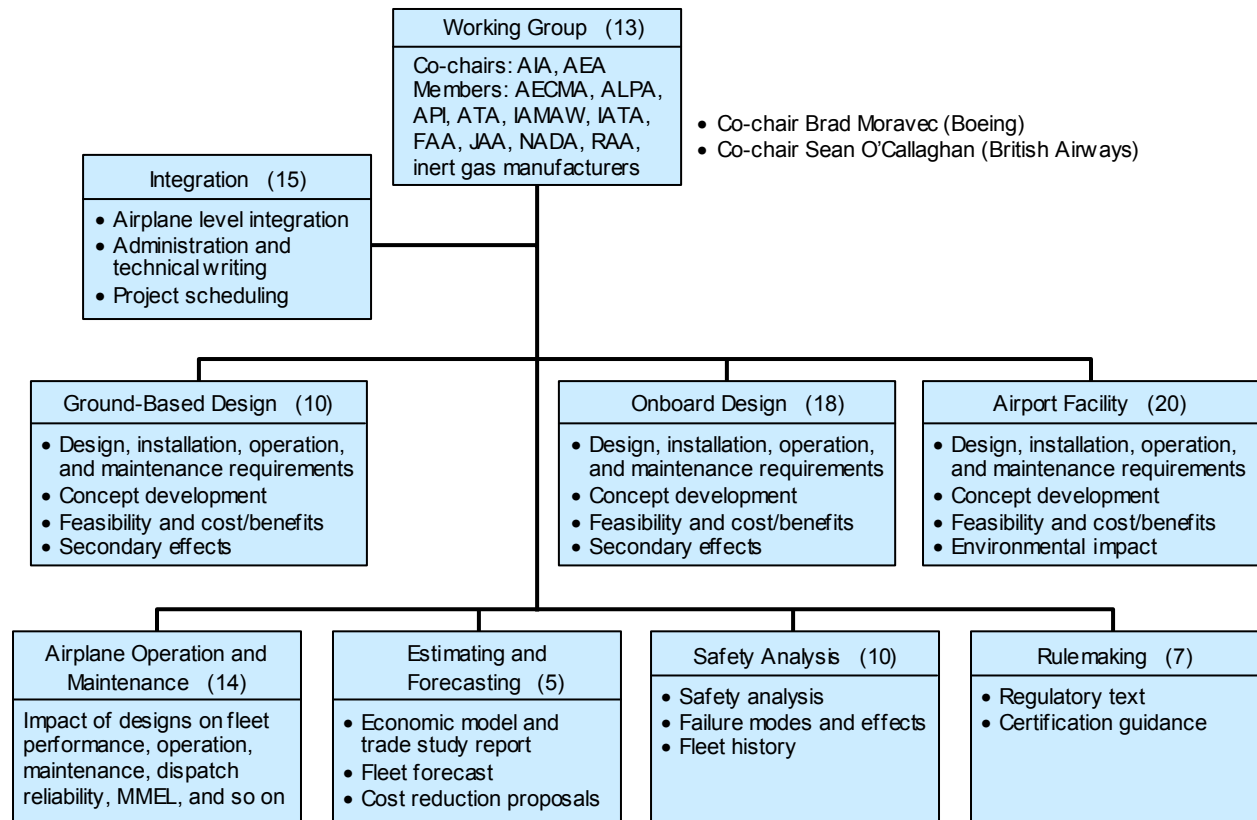 Working Group (13)
Co-chairs: AIA, AEA
Members: AECMA, ALPA,
API, ATA, IAMAW, IATA,
FAA, JAA, NADA, RAA,
inert gas manufacturers
• Co-chair Brad Moravec (Boeing)
• Co-chair Sean O’Callaghan (British Airways)
Integration (15)
• Airplane level integration
• Administration and
technical writing
• Project scheduling
Ground-Based Design (10)
• Design, installation, operation,
and maintenance requirements
• Concept development
• Feasibility and cost/benefits
• Secondary effects
Onboard Design (18)
• Design, installation, operation,
and maintenance requirements
• Concept development
• Feasibility and cost/benefits
• Secondary effects
Airport Facility (20)
• Design, installation, operation,
and maintenance requirements
• Concept development
• Feasibility and cost/benefits
• Environmental impact
Airplane Operation and
Maintenance (14)
Impact of designs on fleet
performance, operation,
maintenance, dispatch
reliability, MMEL, and so on
Estimating and
Forecasting (5)
• Economic model and
trade study report
• Fleet forecast
• Cost reduction proposals
Safety Analysis (10)
• Safety analysis
• Failure modes and effects
• Fleet history
Rulemaking (7)
• Regulatory text
• Certification guidance